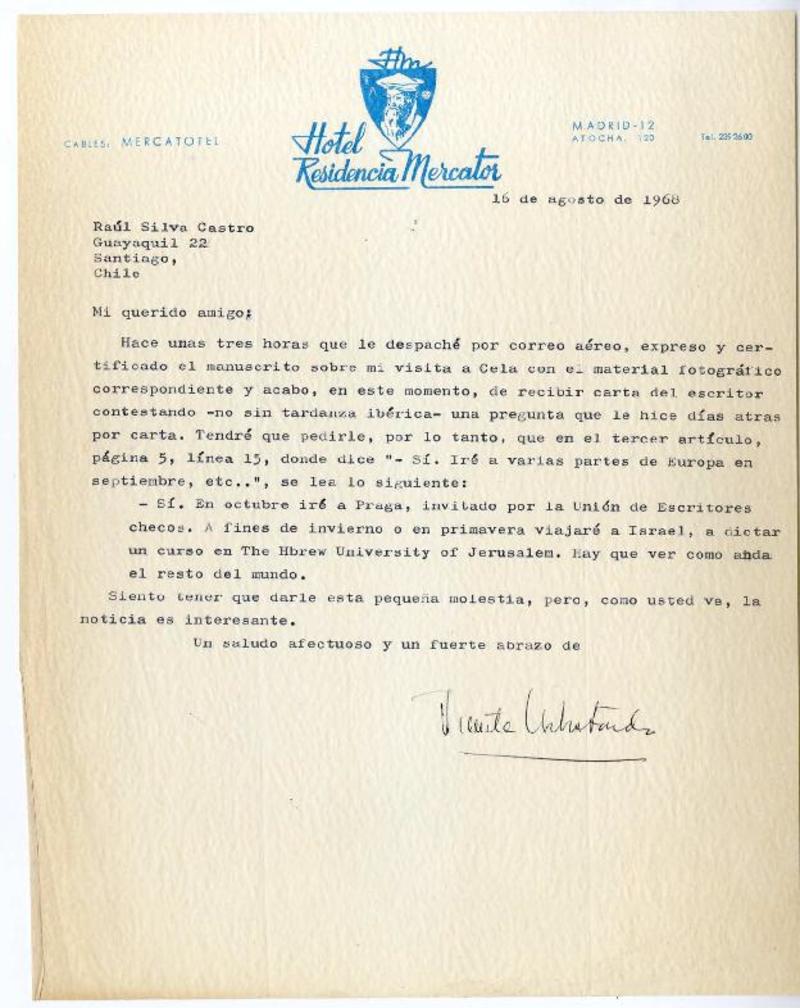 Hm
CABLES: MERCATOTEL
Hotel
Residencia Mercator
MADRID-12
ATOCHA, 120
Tel. 239 26 00
16 de agosto de 1968
Raúl Silva Castro
Guayaquil 22
Santiago,
Chile
Mi querido amigo;
Hace unas tres horas que le despaché por correo aéreo, expreso y cer-
tificado el manuscrito sobre mi visita a Cela con el material fotográfico
correspondiente y acabo, en este momento, de recibir carta del escritor
contestando -no sin tardanza ibérica- una pregunta que le hice días atras
por carta. Tendré que pedirle, por lo tanto, que en el tercer artículo,
página 5, línea 15, donde dice "- Sí. Iré a varias partes de Europa en
septiembre, etc..", se lea lo siguiente:
- Sí. En octubre iré a Praga, invitado por la Unión de Escritores
checos. A fines de invierno o en primavera viajaré a Israel, a dictar
un curso en The Hbrew University of Jerusalem. Hay que ver como anda
el resto del mundo.
Siento tener que darle esta pequeña molestia, pero, como usted ve, la
noticia es interesante.
Un saludo afectuoso y un fuerte abrazo de
Vicente